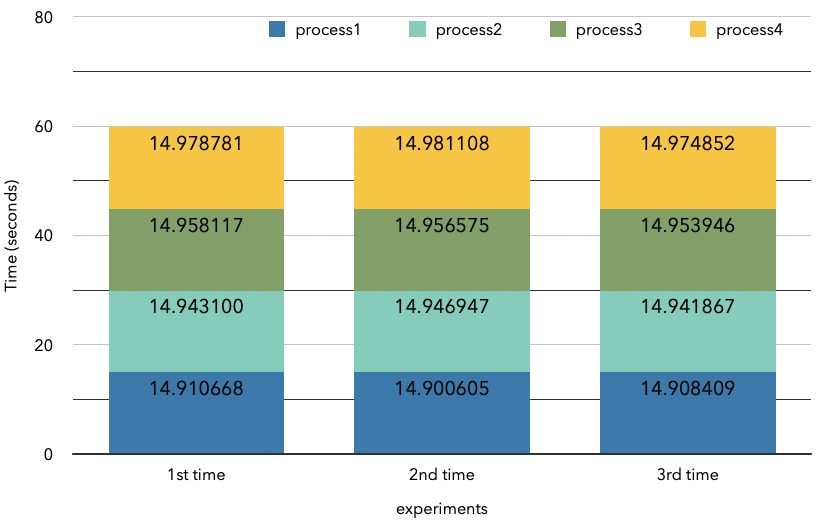 80
process1 process2 process3 process4
60
14.978781 14.981108 14.974852
14.958117 14.956575 14.953946
40
Time (seconds)
14.943100 14.946947 14.941867
20
14.910668 14.900605 14.908409
0
1st time 2nd time 3rd time
experiments